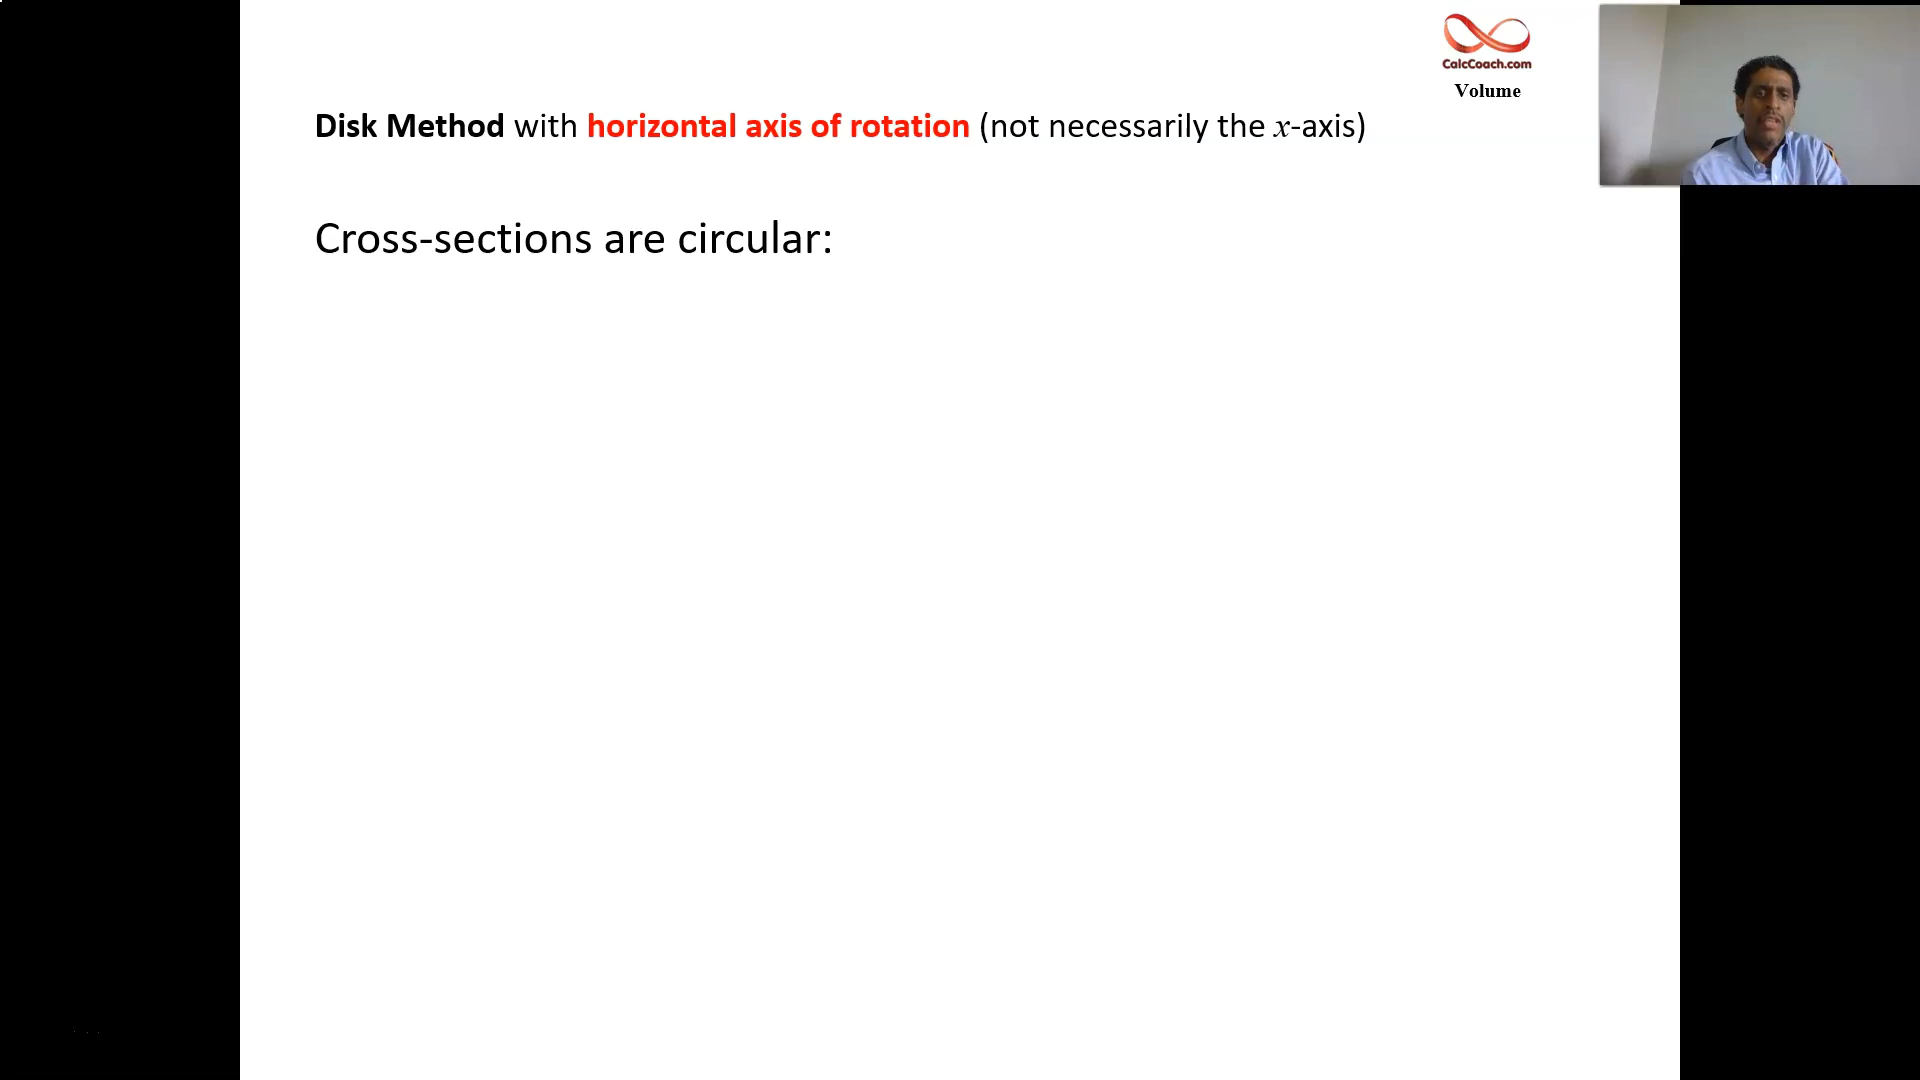 CalcCoach.com
Volume
Disk Method with horizontal axis of rotation (not necessarily the x-axis)
Cross-sections are circular: